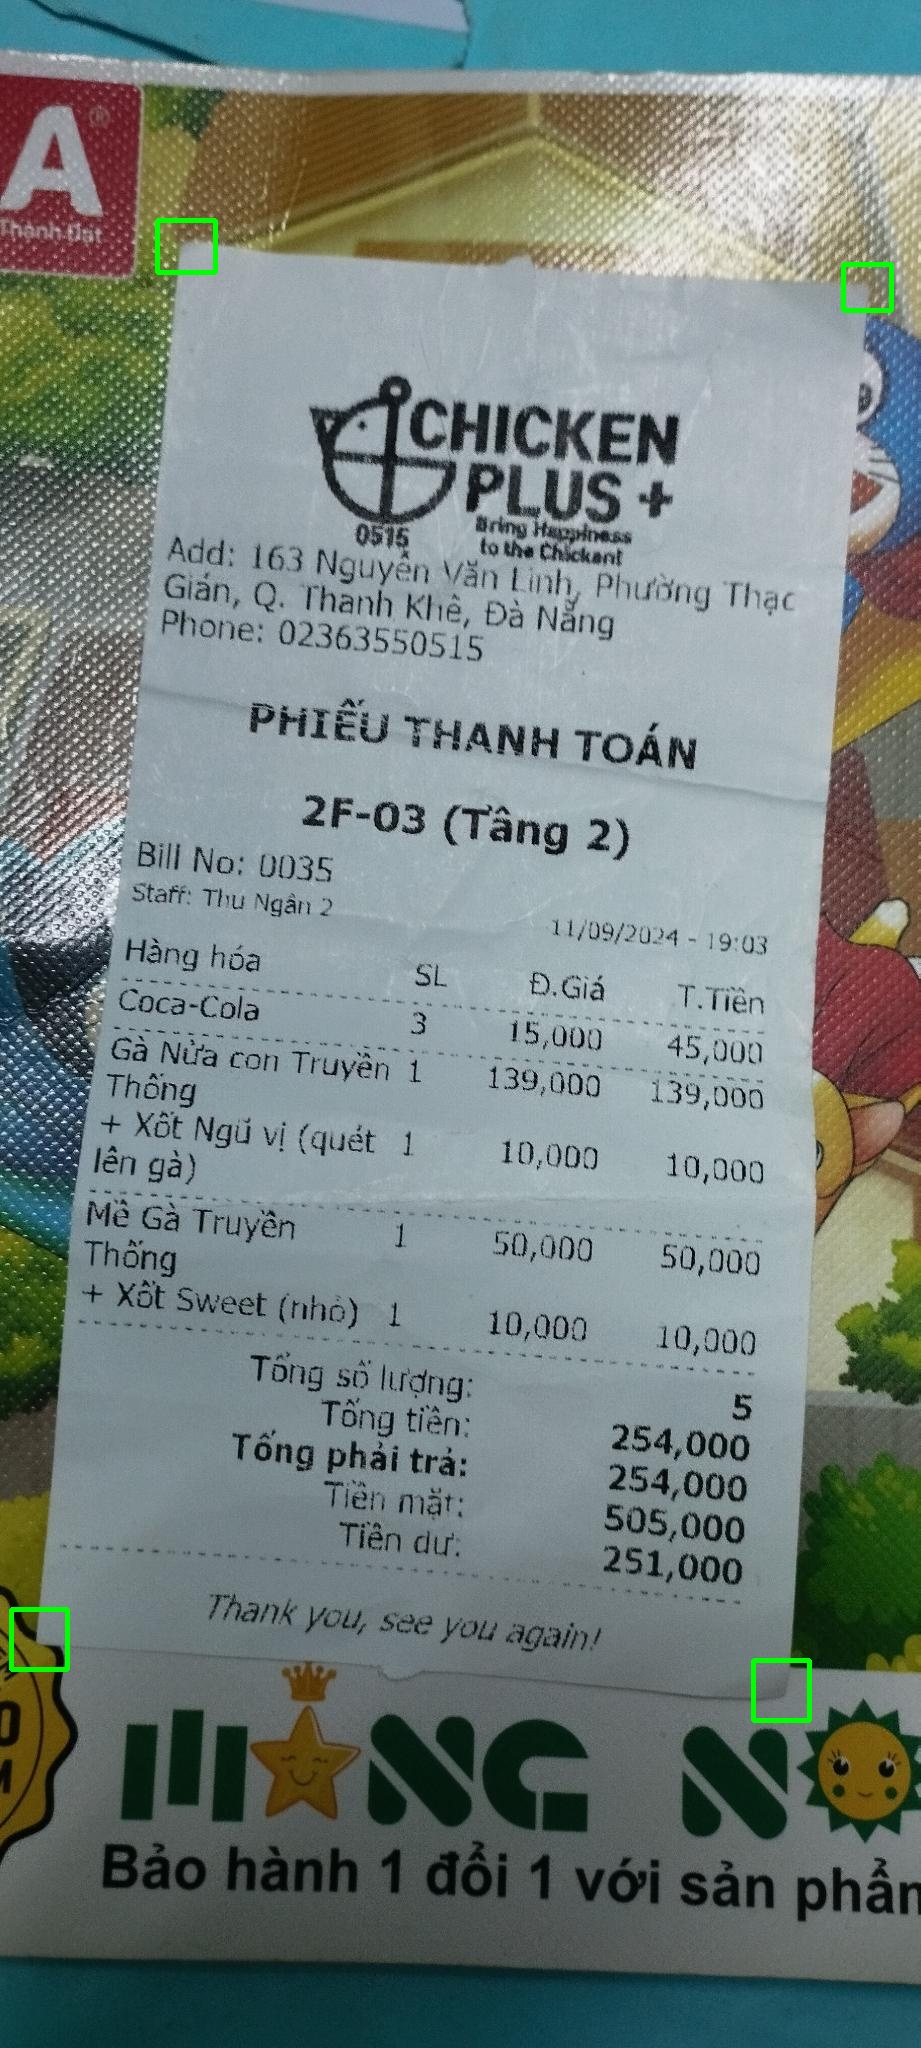 A®
Thành Đạt
CHICKEN
PLUS +
Bring Happiness
to the Chickent
0515
Add: 163 Nguyễn Văn Linh, Phường Thạc
Gián, Q. Thanh Khê, Đà Nẵng
Phone: 02363550515
PHIẾU THANH TOÁN
2F-03 (Tầng 2)
Bill No: 0035
Staff: Thu Ngân 2
11/09/2024 - 19:03
Hàng hóa SL Đ.Giá T.Tiền
Coca-Cola 3 15,000 45,000
Gà Nửa con Truyền 1 139,000 139,000
Thống
+ Xốt Ngũ vị (quét 1 10,000 10,000
lên gà)
Mề Gà Truyền 1 50,000 50,000
Thống
+ Xốt Sweet (nhỏ) 1 10,000 10,000
Tổng số lượng: 5
Tổng tiền: 254,000
Tổng phải trả: 254,000
Tiền mặt: 505,000
Tiền dư: 251,000
Thank you, see you again!
Bảo hành 1 đổi 1 với sản phẩn